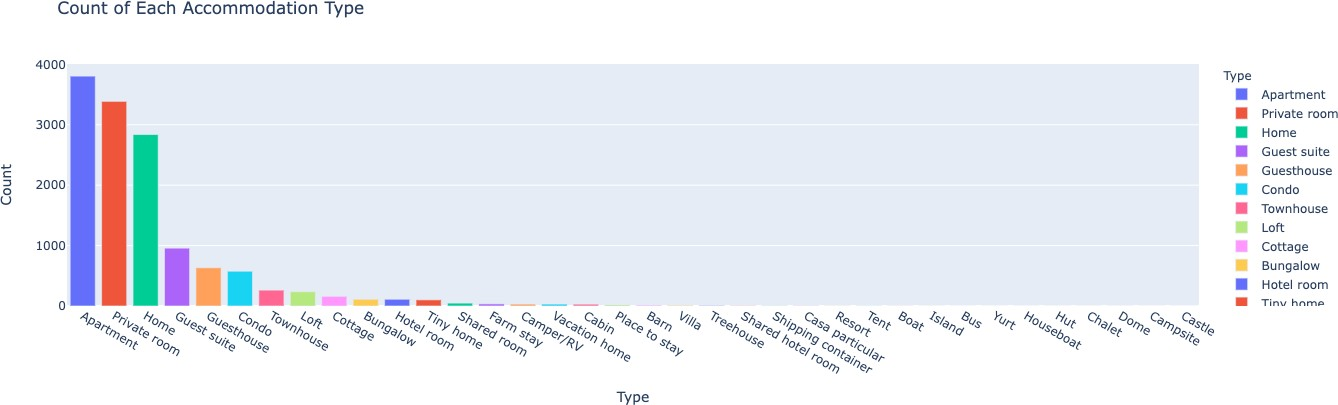 Count of Each Accommodation Type
4000
3000
2000
1000
0
Count
Apartment
Private room
Home
Guest suite
Guesthouse
Condo
Townhouse
Loft
Cottage
Bungalow
Hotel room
Tiny home
Shared room
Farm stay
Camper/RV
Vacation home
Cabin
Place to stay
Barn
Villa
Treehouse
Shared hotel room
Shipping container
Casa particular
Resort
Tent
Boat
Island
Bus
Yurt
Houseboat
Hut
Chalet
Dome
Campsite
Castle
Type
Type
Apartment
Private room
Home
Guest suite
Guesthouse
Condo
Townhouse
Loft
Cottage
Bungalow
Hotel room
Tiny home